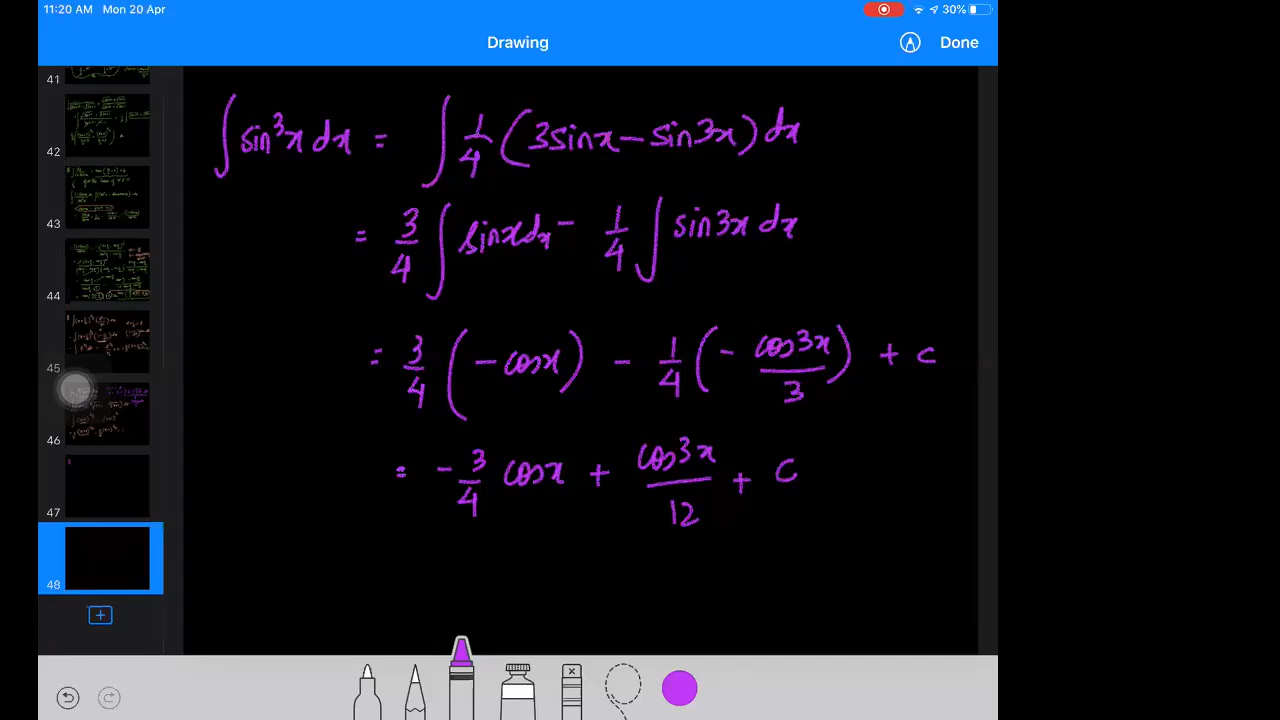 11:20 AM Mon 20 Apr 30%
Drawing Done
41
42
43
44
45
46
47
48
∫ sin³x dx = ∫ 1/4 (3sinx − sin3x) dx
= 3/4 ∫ sinx dx − 1/4 ∫ sin3x dx
= 3/4 (−cosx) − 1/4 (− cos3x/3) + c
= − 3/4 cosx + cos3x/12 + C